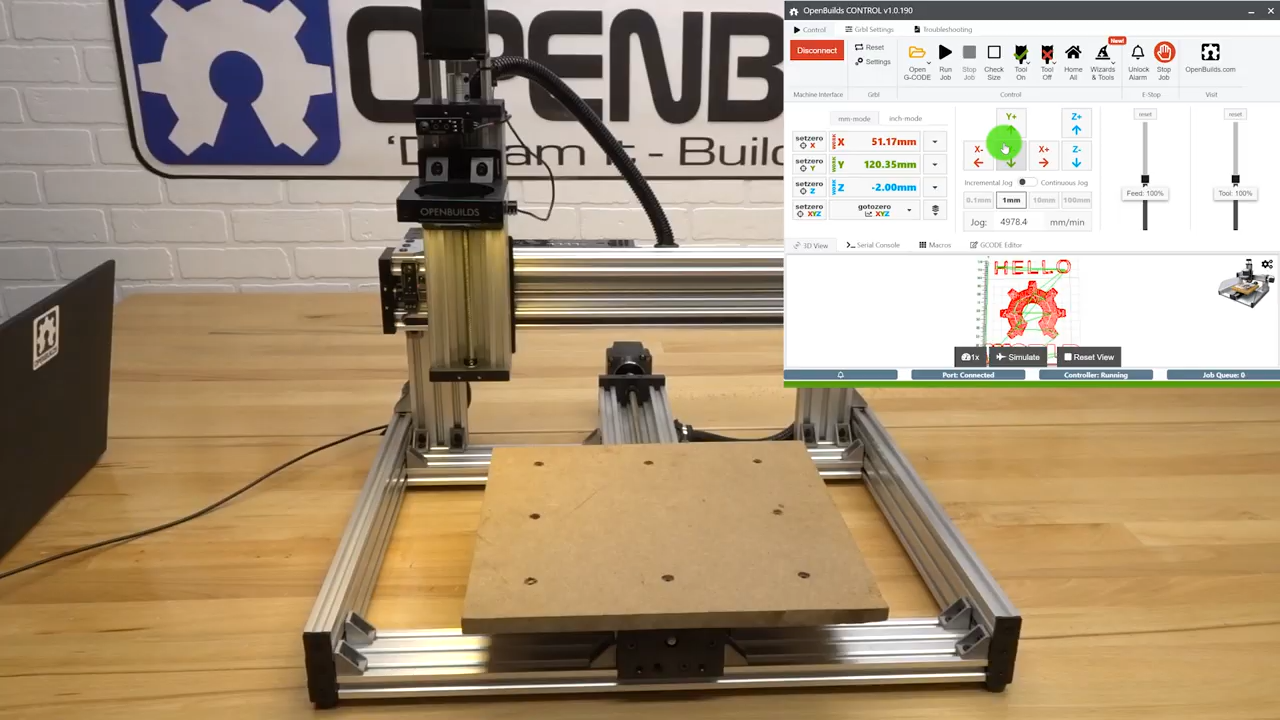 OPENB
'D
m it - Build
OPENBUILDS
OpenBuilds CONTROL v1.0.190
Control
Grbl Settings
Troubleshooting
Disconnect
Reset
Settings
Open G-CODE
Run Job
Stop Job
Check Size
Tool On
Tool Off
Home All
New!
Wizards & Tools
Unlock Alarm
Stop Job
OpenBuilds.com
Machine Interface
Grbl
Control
E-Stop
Visit
mm-mode
inch-mode
setzero X
WORK X 51.17mm
setzero Y
WORK Y 120.35mm
setzero Z
WORK Z -2.00mm
setzero XYZ
gotozero XYZ
Y+
Z+
X-
X+
Z-
Incremental Jog
Continuous Jog
0.1mm
1mm
10mm
100mm
Jog: 4978.4 mm/min
reset
reset
Feed: 100%
Tool: 100%
3D View
Serial Console
Macros
GCODE Editor
HELLO
1x
Simulate
Reset View
Port: Connected
Controller: Running
Job Queue: 0